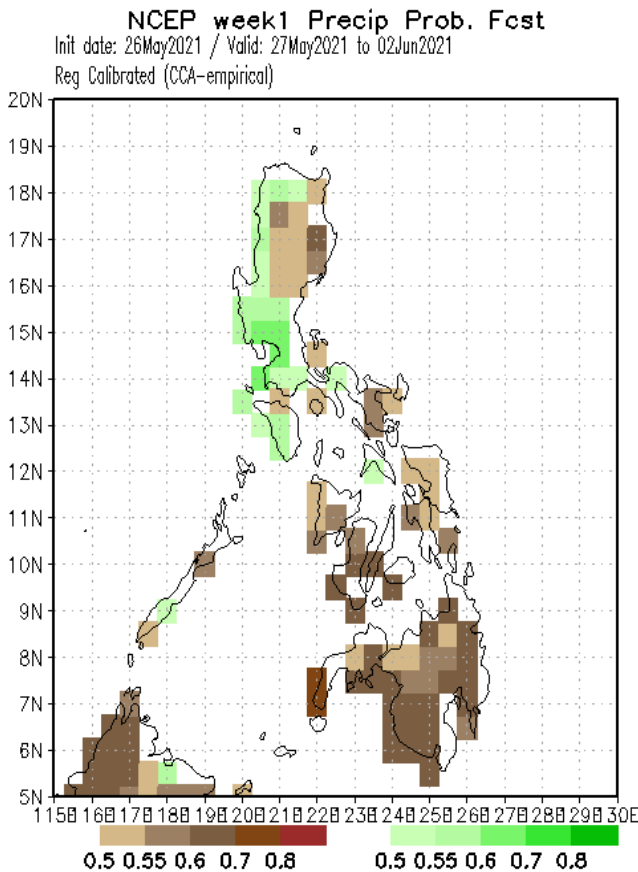 NCEP week1 Precip Prob. Fcst
Init date: 26May2021 / Valid: 27May2021 to 02Jun2021
Reg Calibrated (CCA-empirical)
20N
19N
18N
17N
16N
15N
14N
13N
12N
11N
10N
9N
8N
7N
6N
5N
115E 116E 117E 118E 119E 120E 121E 122E 123E 124E 125E 126E 127E 128E 129E 130E
0.5 0.55 0.6 0.7 0.8 0.5 0.55 0.6 0.7 0.8